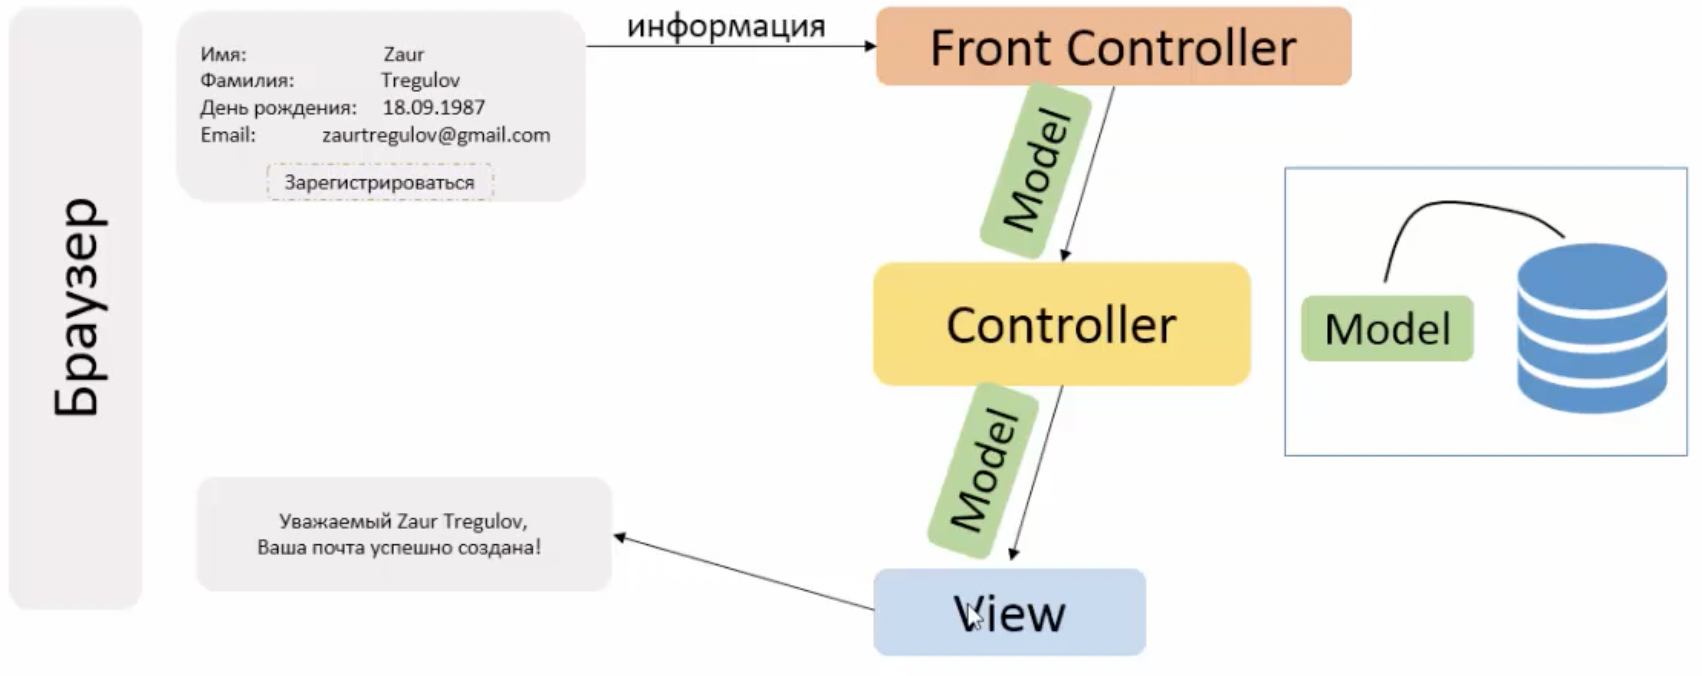 Браузер
Имя: Zaur
Фамилия: Tregulov
День рождения: 18.09.1987
Email: zaurtregulov@gmail.com
Зарегистрироваться
информация
Front Controller
Model
Controller
Model
Model
View
Уважаемый Zaur Tregulov,
Ваша почта успешно создана!